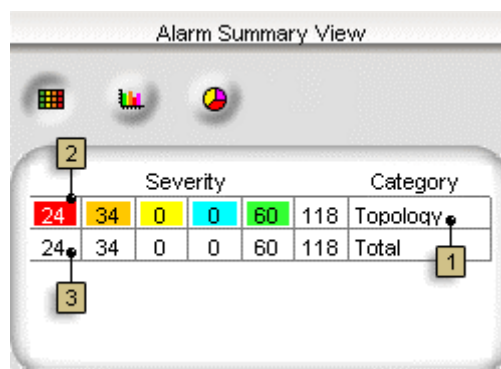 Alarm Summary View
2
Severity Category
24 34 0 0 60 118 Topology
24 34 0 0 60 118 Total
1
3